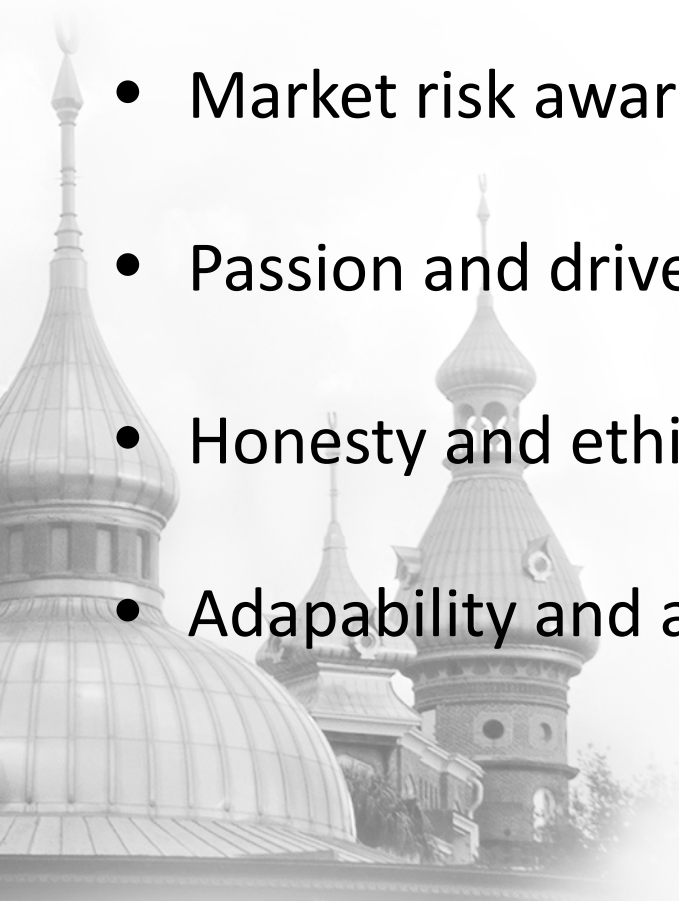 • Market risk awar
• Passion and drive
• Honesty and ethi
• Adapability and a